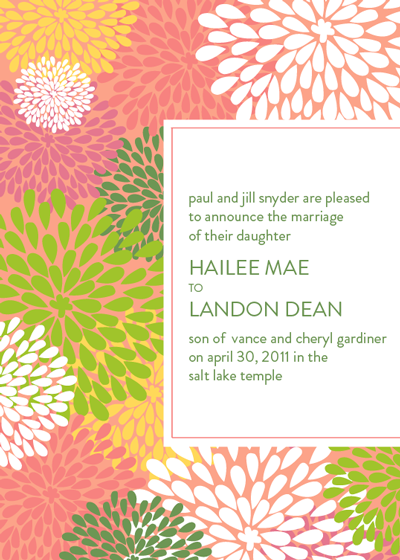 paul and jill snyder are pleased
to announce the marriage
of their daughter
HAILEE MAE
TO
LANDON DEAN
son of vance and cheryl gardiner
on april 30, 2011 in the
salt lake temple